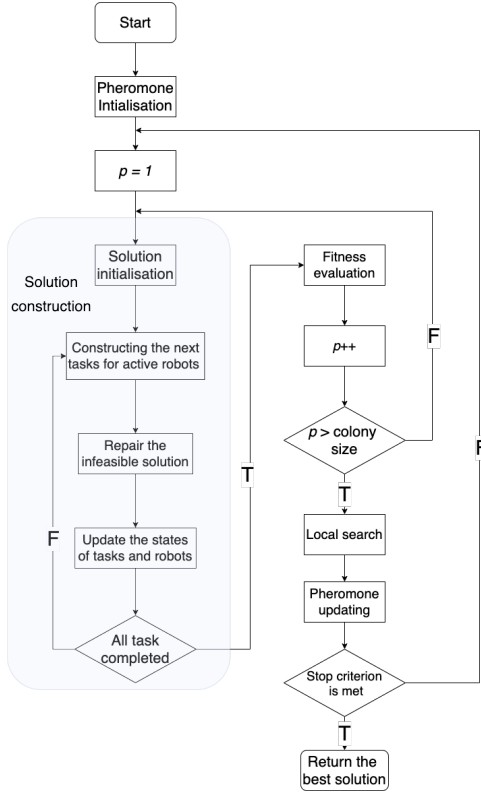 Start
Pheromone
Intialisation
p = 1
Solution
construction
Solution
initialisation
Constructing the next
tasks for active robots
Repair the
infeasible solution
Update the states
of tasks and robots
F
All task
completed
T
Fitness
evaluation
p++
p > colony
size
F
T
Local search
Pheromone
updating
Stop criterion
is met
F
T
Return the
best solution